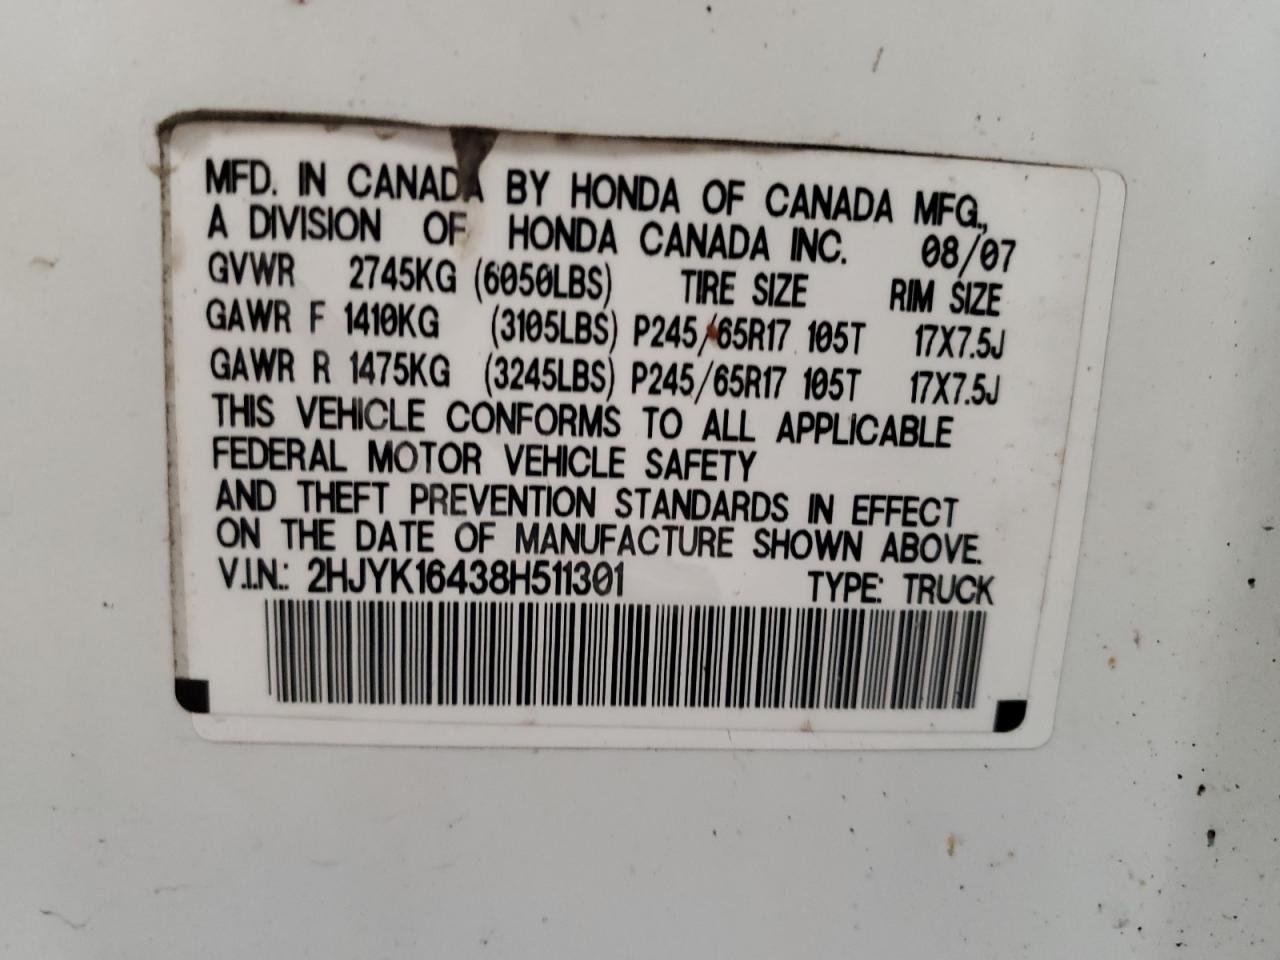 MFD. IN CANADA BY HONDA OF CANADA MFG.,
A DIVISION OF HONDA CANADA INC. 08/07
GVWR 2745KG (6050LBS) TIRE SIZE RIM SIZE
GAWR F 1410KG (3105LBS) P245/65R17 105T 17X7.5J
GAWR R 1475KG (3245LBS) P245/65R17 105T 17X7.5J
THIS VEHICLE CONFORMS TO ALL APPLICABLE
FEDERAL MOTOR VEHICLE SAFETY
AND THEFT PREVENTION STANDARDS IN EFFECT
ON THE DATE OF MANUFACTURE SHOWN ABOVE.
V.I.N.: 2HJYK16438H511301 TYPE: TRUCK